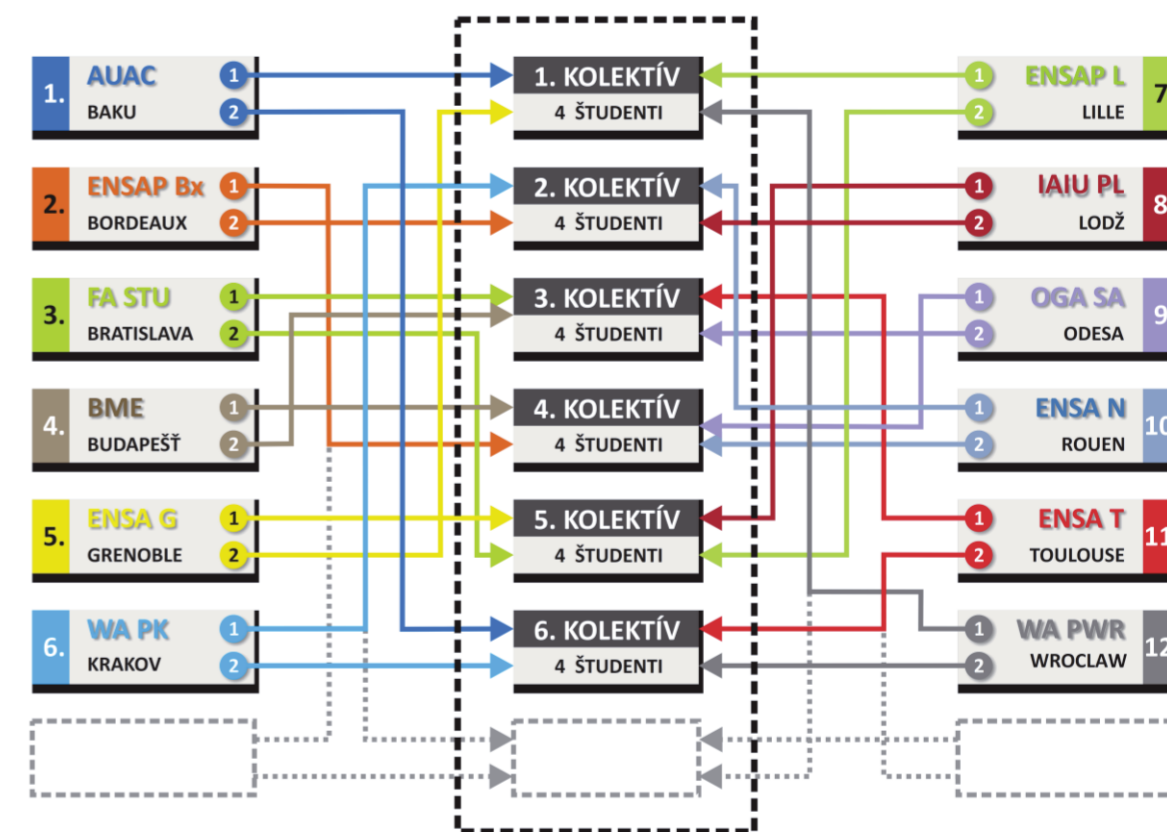 1.
AUAC
1
BAKU
2
2.
ENSAP Bx
1
BORDEAUX
2
3.
FA STU
1
BRATISLAVA
2
4.
BME
1
BUDAPEŠŤ
2
5.
ENSA G
1
GRENOBLE
2
6.
WA PK
1
KRAKOV
2
1. KOLEKTÍV
4 ŠTUDENTI
2. KOLEKTÍV
4 ŠTUDENTI
3. KOLEKTÍV
4 ŠTUDENTI
4. KOLEKTÍV
4 ŠTUDENTI
5. KOLEKTÍV
4 ŠTUDENTI
6. KOLEKTÍV
4 ŠTUDENTI
1
ENSAP L
7
2
LILLE
1
IAIU PL
8
2
LODŽ
1
OGA SA
9
2
ODESA
1
ENSA N
10
2
ROUEN
1
ENSA T
11
2
TOULOUSE
1
WA PWR
12
2
WROCLAW